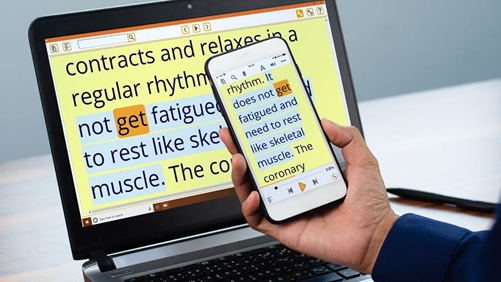 contracts and relaxes in a
regular rhythm
not get fatigued
to rest like skel
muscle. The co
rhythm. It
does not get
fatigued and
need to rest
like skeletal
muscle. The
coronary